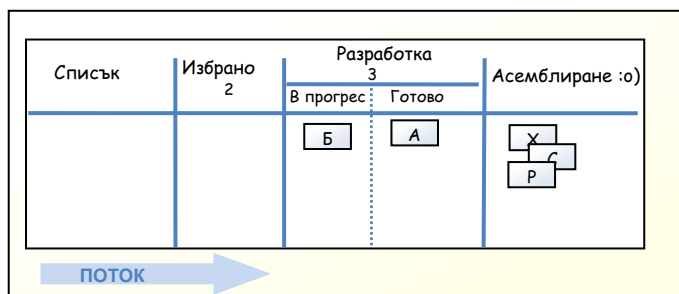 Списък
Избрано
2
Разработка
3
В прогрес
Готово
Асемблиране :o)
Б
А
X
C
P
ПОТОК